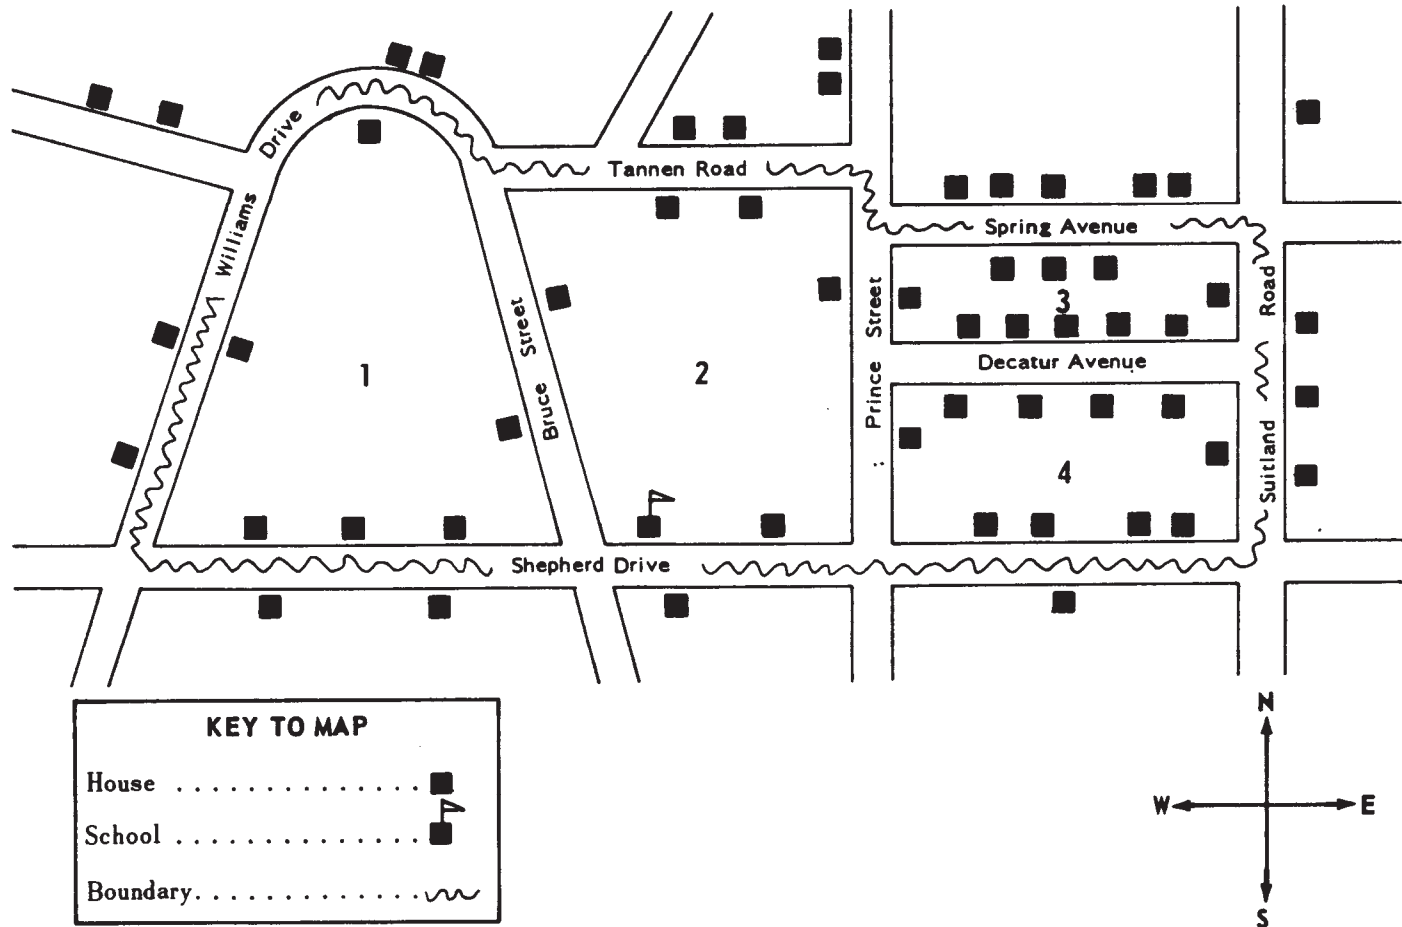 Williams Drive
Tannen Road
Spring Avenue
Bruce Street
Prince Street
Suitland Road
Decatur Avenue
1
2
3
4
Shepherd Drive
KEY TO MAP
House . . . . . . . . . . . . . .
School . . . . . . . . . . . . . .
Boundary. . . . . . . . . . . . .
N
W E
S